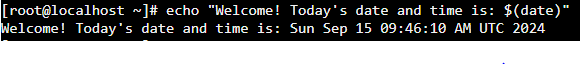 [root@localhost ~]# echo "Welcome! Today's date and time is: $(date)"
Welcome! Today's date and time is: Sun Sep 15 09:46:10 AM UTC 2024